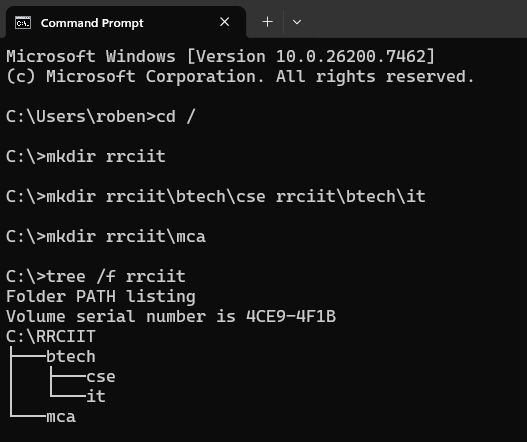 Command Prompt
Microsoft Windows [Version 10.0.26200.7462]
(c) Microsoft Corporation. All rights reserved.
C:\Users\roben>cd /
C:\>mkdir rrciit
C:\>mkdir rrciit\btech\cse rrciit\btech\it
C:\>mkdir rrciit\mca
C:\>tree /f rrciit
Folder PATH listing
Volume serial number is 4CE9-4F1B
C:\RRCIIT
├───btech
│   ├───cse
│   └───it
└───mca